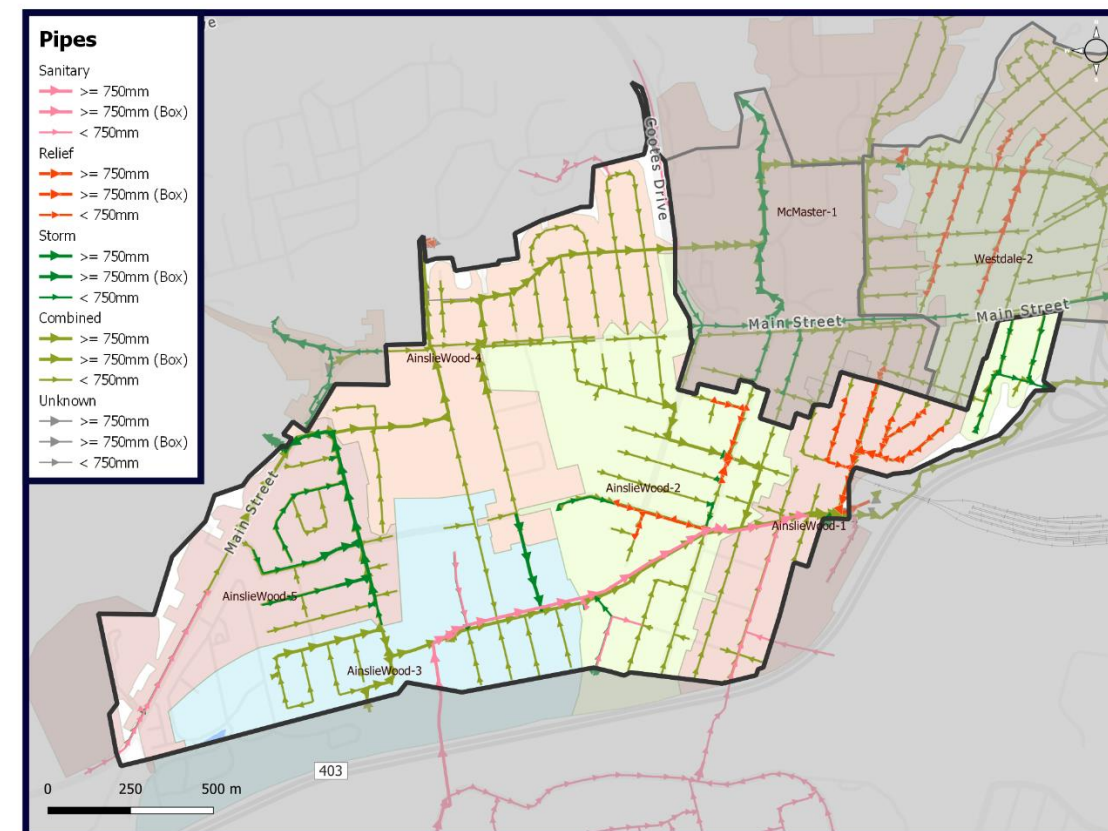 e
Pipes
Sanitary
>= 750mm
>= 750mm (Box)
< 750mm
Relief
>= 750mm
>= 750mm (Box)
< 750mm
Storm
>= 750mm
>= 750mm (Box)
< 750mm
Combined
>= 750mm
>= 750mm (Box)
< 750mm
Unknown
>= 750mm
>= 750mm (Box)
< 750mm
Cootes Drive
McMaster-1
Westdale-2
Main Street
Main Street
AinslieWood-4
AinslieWood-2
AinslieWood-1
Main Street
AinslieWood-5
AinslieWood-3
403
0 250 500 m